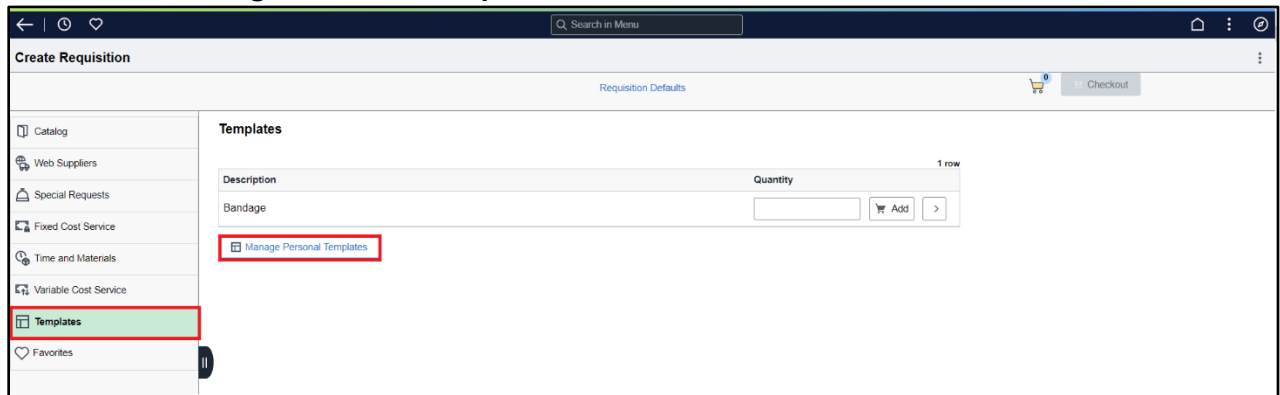 Search in Menu
Create Requisition
Requisition Defaults
0
Checkout
Catalog
Web Suppliers
Special Requests
Fixed Cost Service
Time and Materials
Variable Cost Service
Templates
Favorites
Templates
1 row
Description Quantity
Bandage Add
Manage Personal Templates